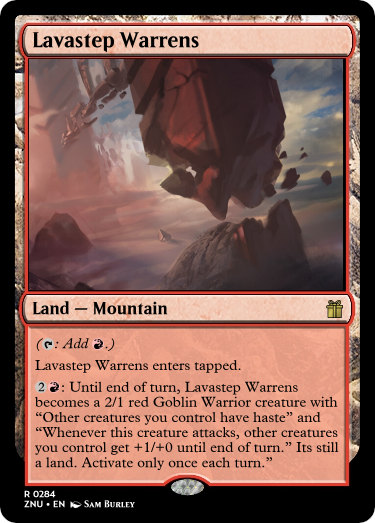 Lavastep Warrens
Land — Mountain
(T: Add R.)
Lavastep Warrens enters tapped.
2 R: Until end of turn, Lavastep Warrens
becomes a 2/1 red Goblin Warrior creature with
“Other creatures you control have haste” and
“Whenever this creature attacks, other creatures
you control get +1/+0 until end of turn.” Its still
a land. Activate only once each turn.”
R 0284
ZNU • EN Sam Burley